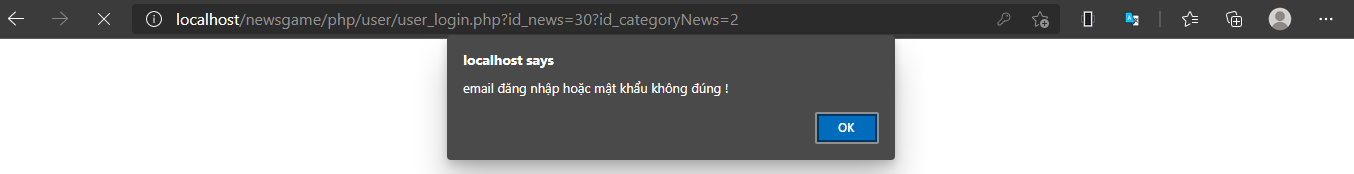 localhost/newsgame/php/user/user_login.php?id_news=30?id_categoryNews=2
localhost says
email đăng nhập hoặc mật khẩu không đúng !
OK